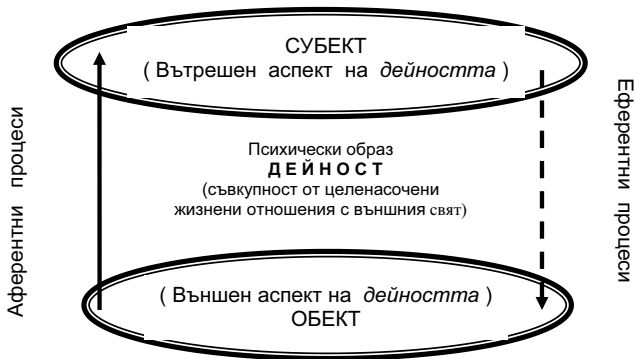 СУБЕКТ
( Вътрешен аспект на дейността )
Аферентни процеси
Психически образ
ДЕЙНОСТ
(съвкупност от целенасочени
жизнени отношения с външния свят)
Еферентни процеси
( Външен аспект на дейността )
ОБЕКТ